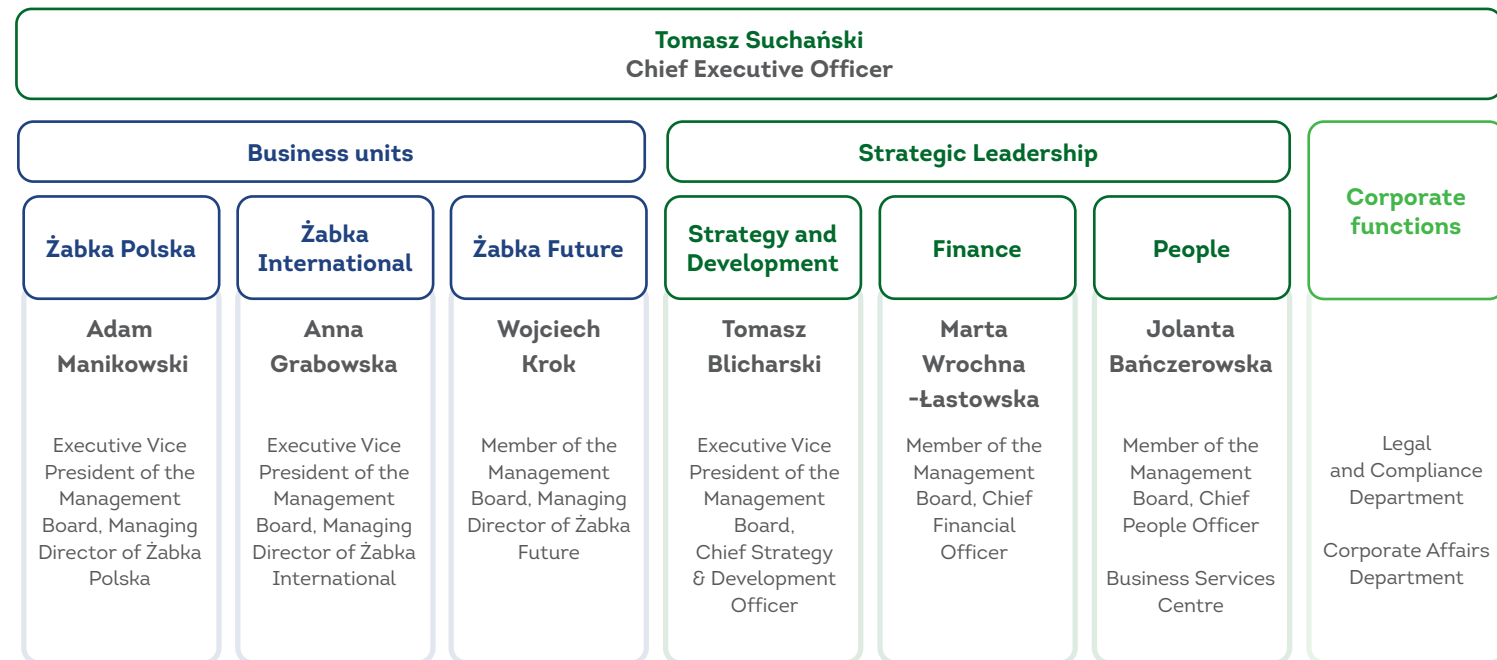 Tomasz Suchański
Chief Executive Officer
Business units
Strategic Leadership
Corporate
functions
Żabka Polska
Żabka
International
Żabka Future
Strategy and
Development
Finance
People
Adam
Manikowski
Executive Vice
President of the
Management
Board, Managing
Director of Żabka
Polska
Anna
Grabowska
Executive Vice
President of the
Management
Board, Managing
Director of Żabka
International
Wojciech
Krok
Member of the
Management
Board, Managing
Director of Żabka
Future
Tomasz
Blicharski
Executive Vice
President of the
Management
Board,
Chief Strategy
& Development
Officer
Marta
Wrochna
-Łastowska
Member of the
Management
Board, Chief
Financial
Officer
Jolanta
Bańczerowska
Member of the
Management
Board, Chief
People Officer
Business Services
Centre
Legal
and Compliance
Department
Corporate Affairs
Department